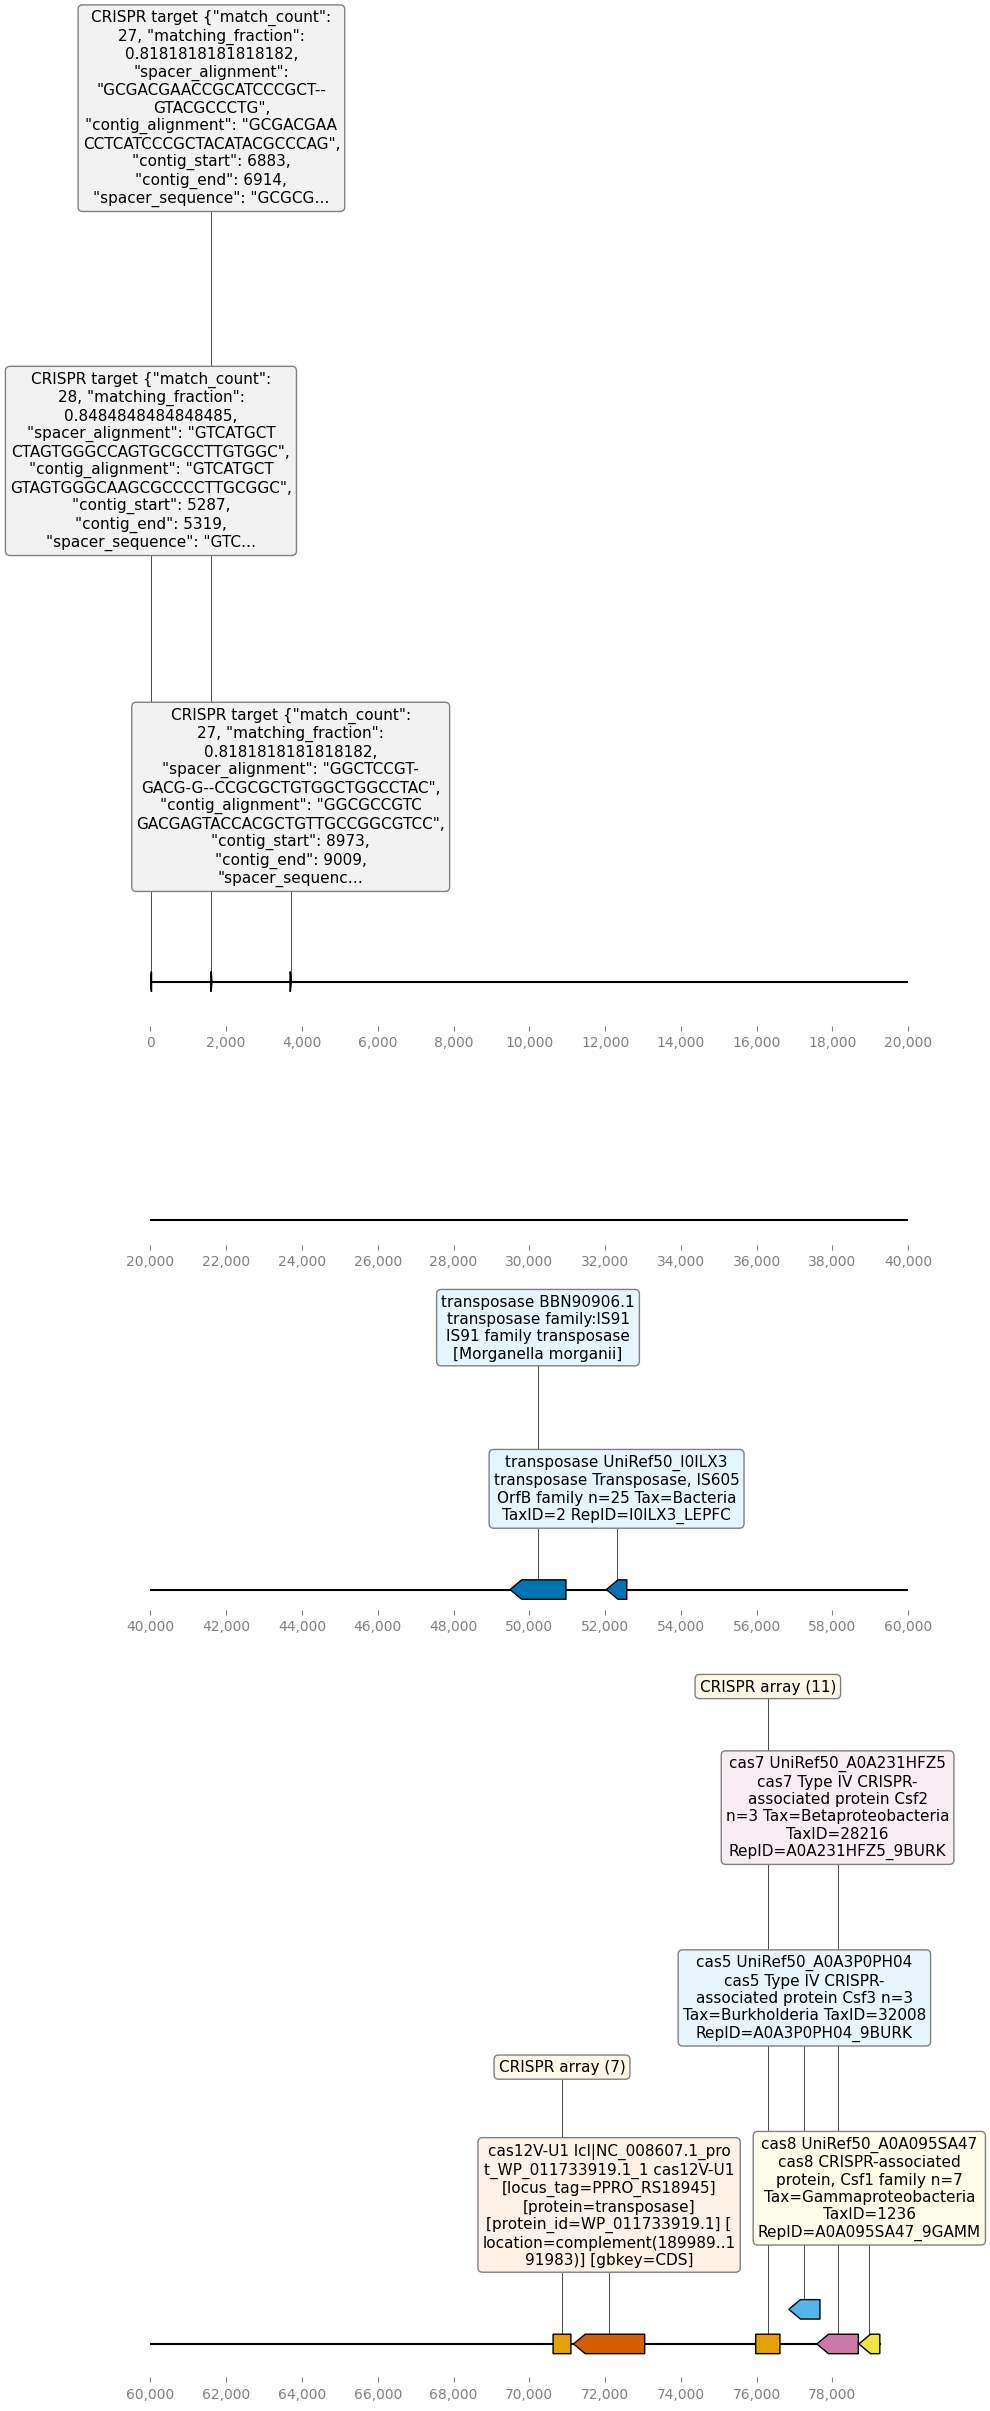 CRISPR target {"match_count":
27, "matching_fraction":
0.8181818181818182,
"spacer_alignment":
"GCGACGAACCGCATCCCGCT--
GTACGCCCTG",
"contig_alignment": "GCGACGAA
CCTCATCCCGCTACATACGCCCAG",
"contig_start": 6883,
"contig_end": 6914,
"spacer_sequence": "GCGCG…
CRISPR target {"match_count":
28, "matching_fraction":
0.8484848484848485,
"spacer_alignment": "GTCATGCT
CTAGTGGGCCAGTGCGCCTTGTGGC",
"contig_alignment": "GTCATGCT
GTAGTGGGCAAGCGCCCCTTGCGGC",
"contig_start": 5287,
"contig_end": 5319,
"spacer_sequence": "GTC…
CRISPR target {"match_count":
27, "matching_fraction":
0.8181818181818182,
"spacer_alignment": "GGCTCCGT-
GACG-G--CCGCGCTGTGGCTGGCCTAC",
"contig_alignment": "GGCGCCGTC
GACGAGTACCACGCTGTTGCCGGCGTCC",
"contig_start": 8973,
"contig_end": 9009,
"spacer_sequenc…
0 2,000 4,000 6,000 8,000 10,000 12,000 14,000 16,000 18,000 20,000
20,000 22,000 24,000 26,000 28,000 30,000 32,000 34,000 36,000 38,000 40,000
transposase BBN90906.1
transposase family:IS91
IS91 family transposase
[Morganella morganii]
transposase UniRef50_I0ILX3
transposase Transposase, IS605
OrfB family n=25 Tax=Bacteria
TaxID=2 RepID=I0ILX3_LEPFC
40,000 42,000 44,000 46,000 48,000 50,000 52,000 54,000 56,000 58,000 60,000
CRISPR array (11)
cas7 UniRef50_A0A231HFZ5
cas7 Type IV CRISPR-
associated protein Csf2
n=3 Tax=Betaproteobacteria
TaxID=28216
RepID=A0A231HFZ5_9BURK
cas5 UniRef50_A0A3P0PH04
cas5 Type IV CRISPR-
associated protein Csf3 n=3
Tax=Burkholderia TaxID=32008
RepID=A0A3P0PH04_9BURK
CRISPR array (7)
cas12V-U1 lcl|NC_008607.1_pro
t_WP_011733919.1_1 cas12V-U1
[locus_tag=PPRO_RS18945]
[protein=transposase]
[protein_id=WP_011733919.1] [
location=complement(189989..1
91983)] [gbkey=CDS]
cas8 UniRef50_A0A095SA47
cas8 CRISPR-associated
protein, Csf1 family n=7
Tax=Gammaproteobacteria
TaxID=1236
RepID=A0A095SA47_9GAMM
60,000 62,000 64,000 66,000 68,000 70,000 72,000 74,000 76,000 78,000